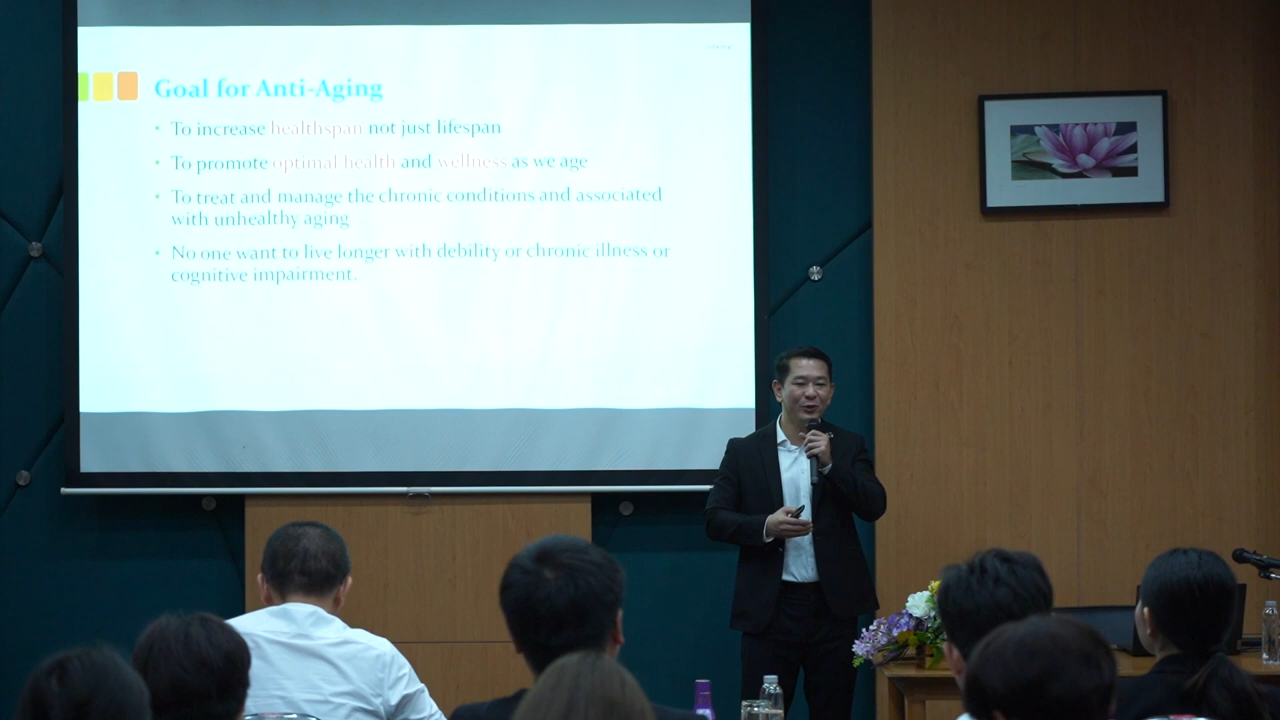 Goal for Anti-Aging
• To increase healthspan not just lifespan
• To promote optimal health and wellness as we age
• To treat and manage the chronic conditions and associated
with unhealthy aging
• No one want to live longer with debility or chronic illness or
cognitive impairment.